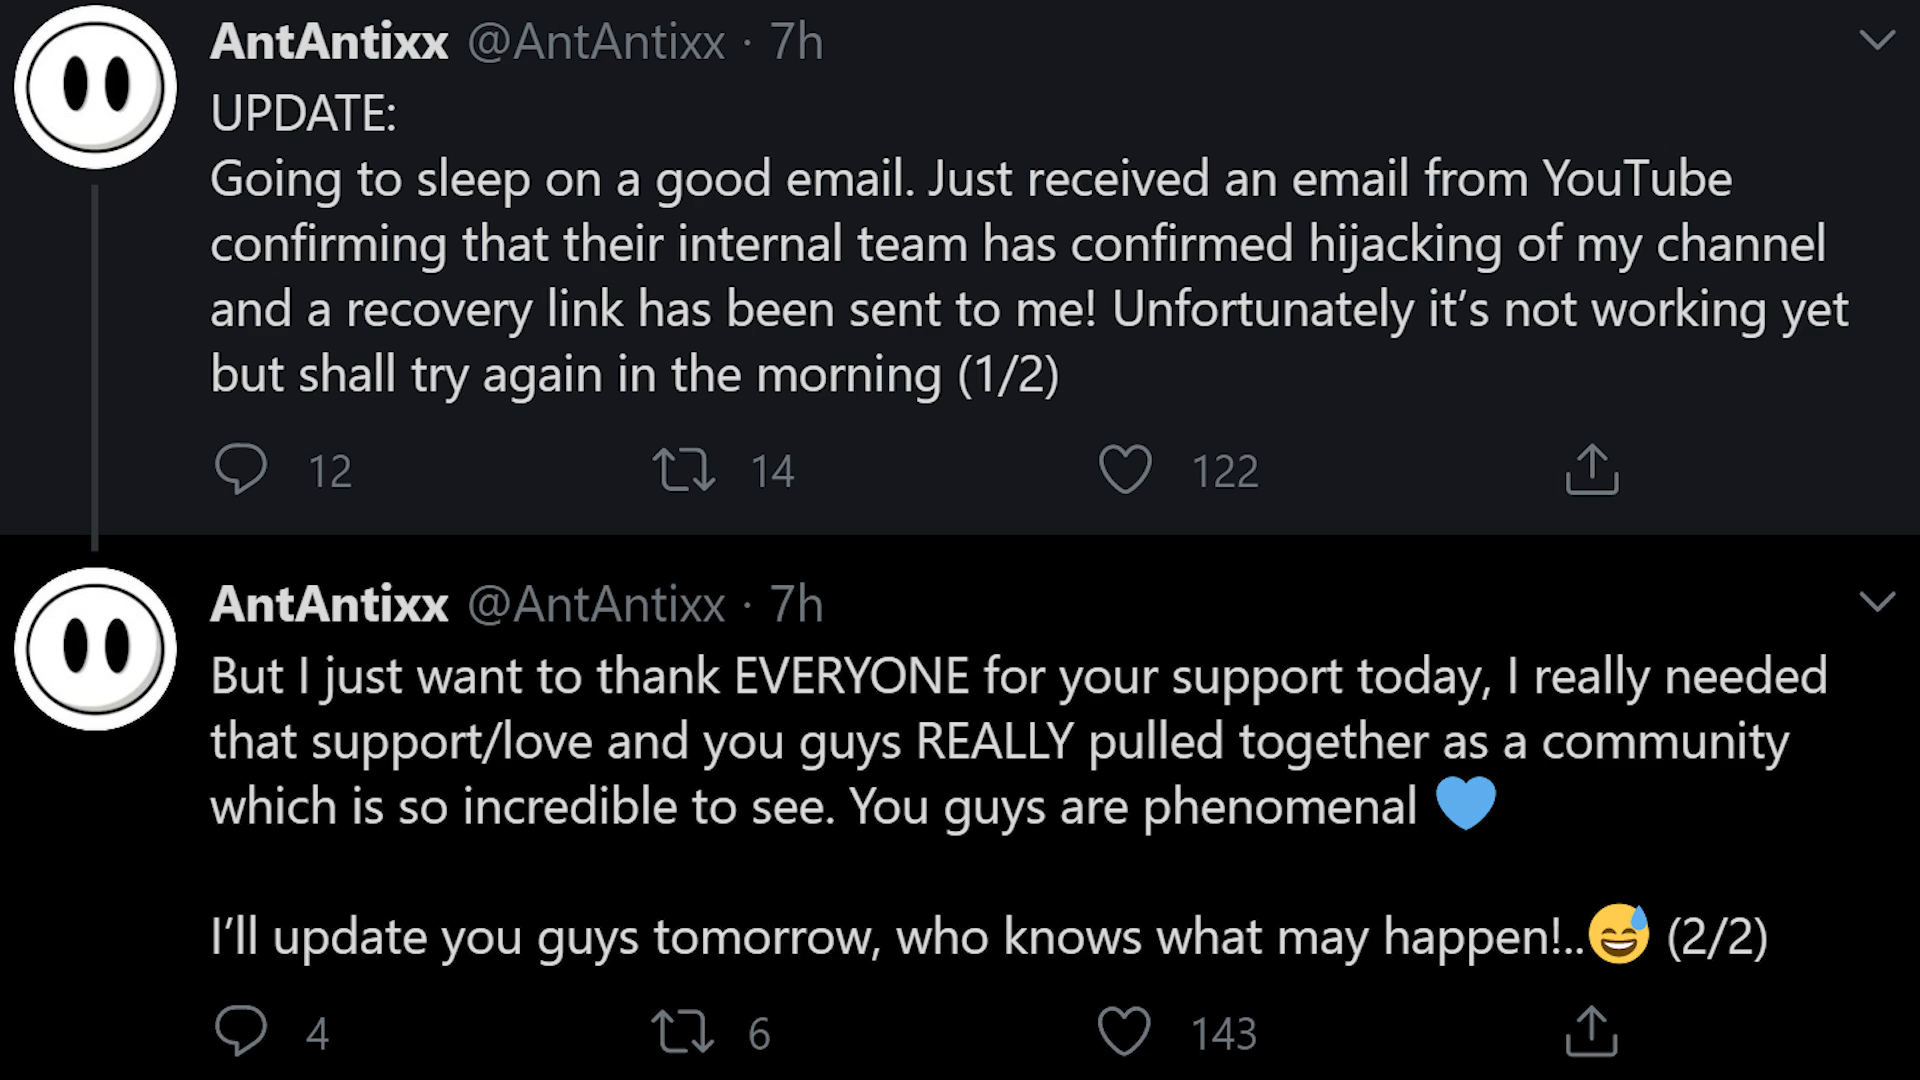 AntAntixx @AntAntixx · 7h
UPDATE:
Going to sleep on a good email. Just received an email from YouTube
confirming that their internal team has confirmed hijacking of my channel
and a recovery link has been sent to me! Unfortunately it’s not working yet
but shall try again in the morning (1/2)
12 14 122
AntAntixx @AntAntixx · 7h
But I just want to thank EVERYONE for your support today, I really needed
that support/love and you guys REALLY pulled together as a community
which is so incredible to see. You guys are phenomenal 💙
I’ll update you guys tomorrow, who knows what may happen!..😅 (2/2)
4 6 143